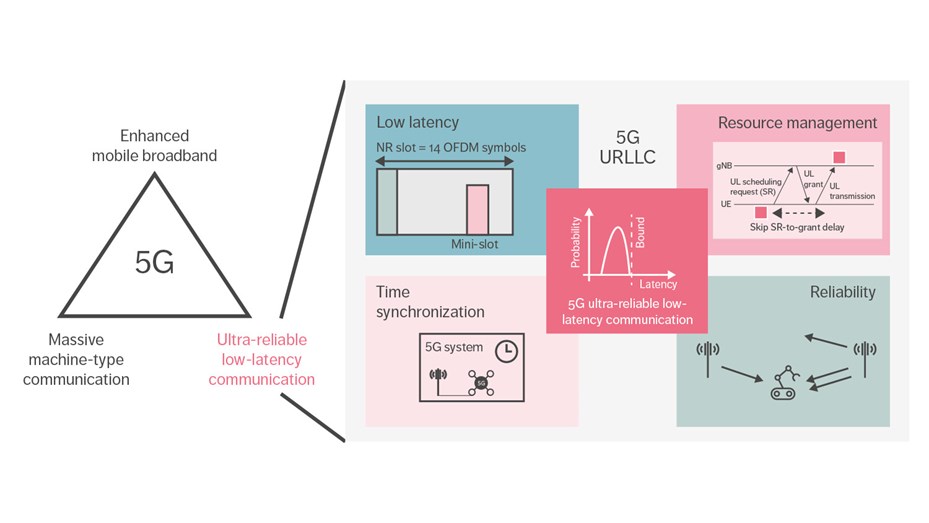 Enhanced
mobile broadband
5G
Massive
machine-type
communication
Ultra-reliable
low-latency
communication
Low latency
NR slot = 14 OFDM symbols
Mini-slot
5G
URLLC
Resource management
gNB
UL scheduling
request (SR)
UL
grant
UL
transmission
UE
Skip SR-to-grant delay
Probability
Bound
Latency
5G ultra-reliable low-
latency communication
Time
synchronization
5G system
5G
Reliability